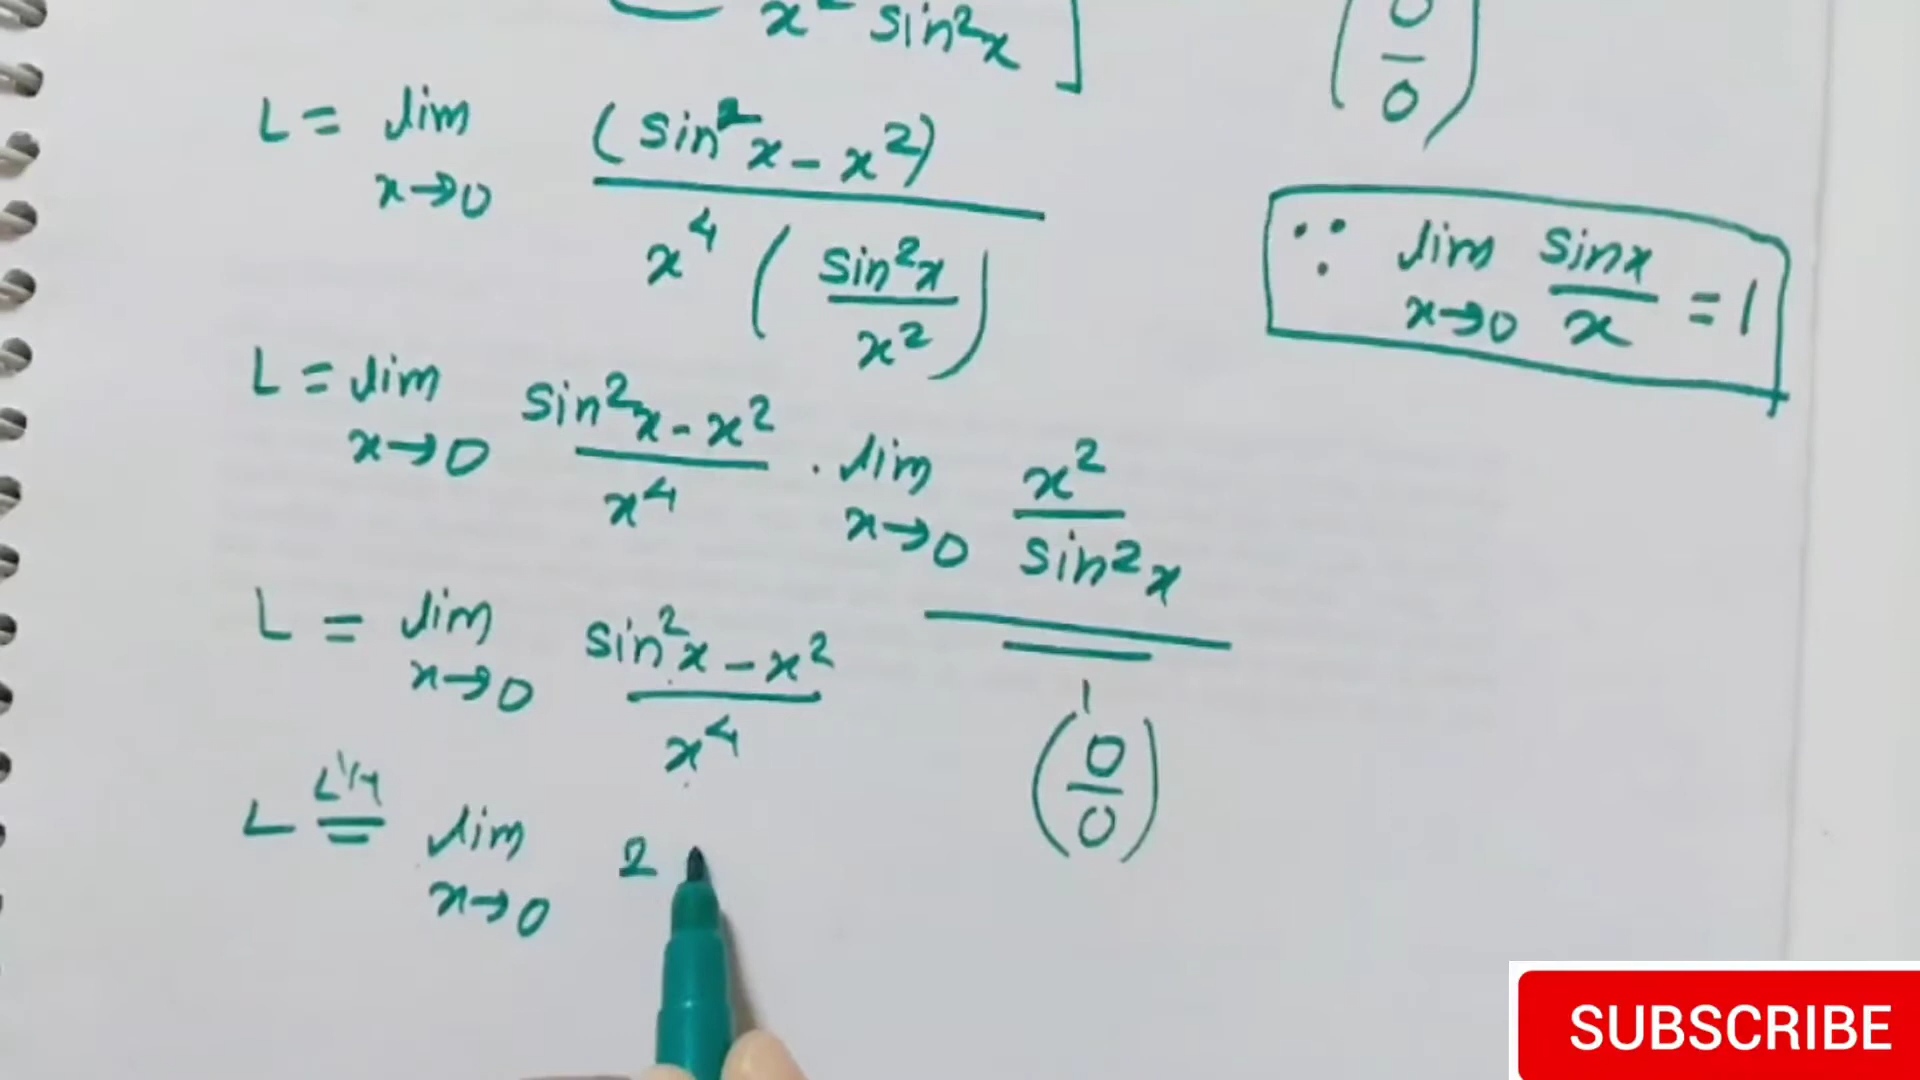 x² sin²x ]
(0/0)
L = lim x→0 (sin²x - x²) / x⁴ (sin²x / x²)
∵ lim x→0 sinx / x = 1
L = lim x→0 sin²x - x² / x⁴ . lim x→0 x² / sin²x
L = lim x→0 sin²x - x² / x⁴
1
(0/0)
L = lim x→0 2
SUBSCRIBE